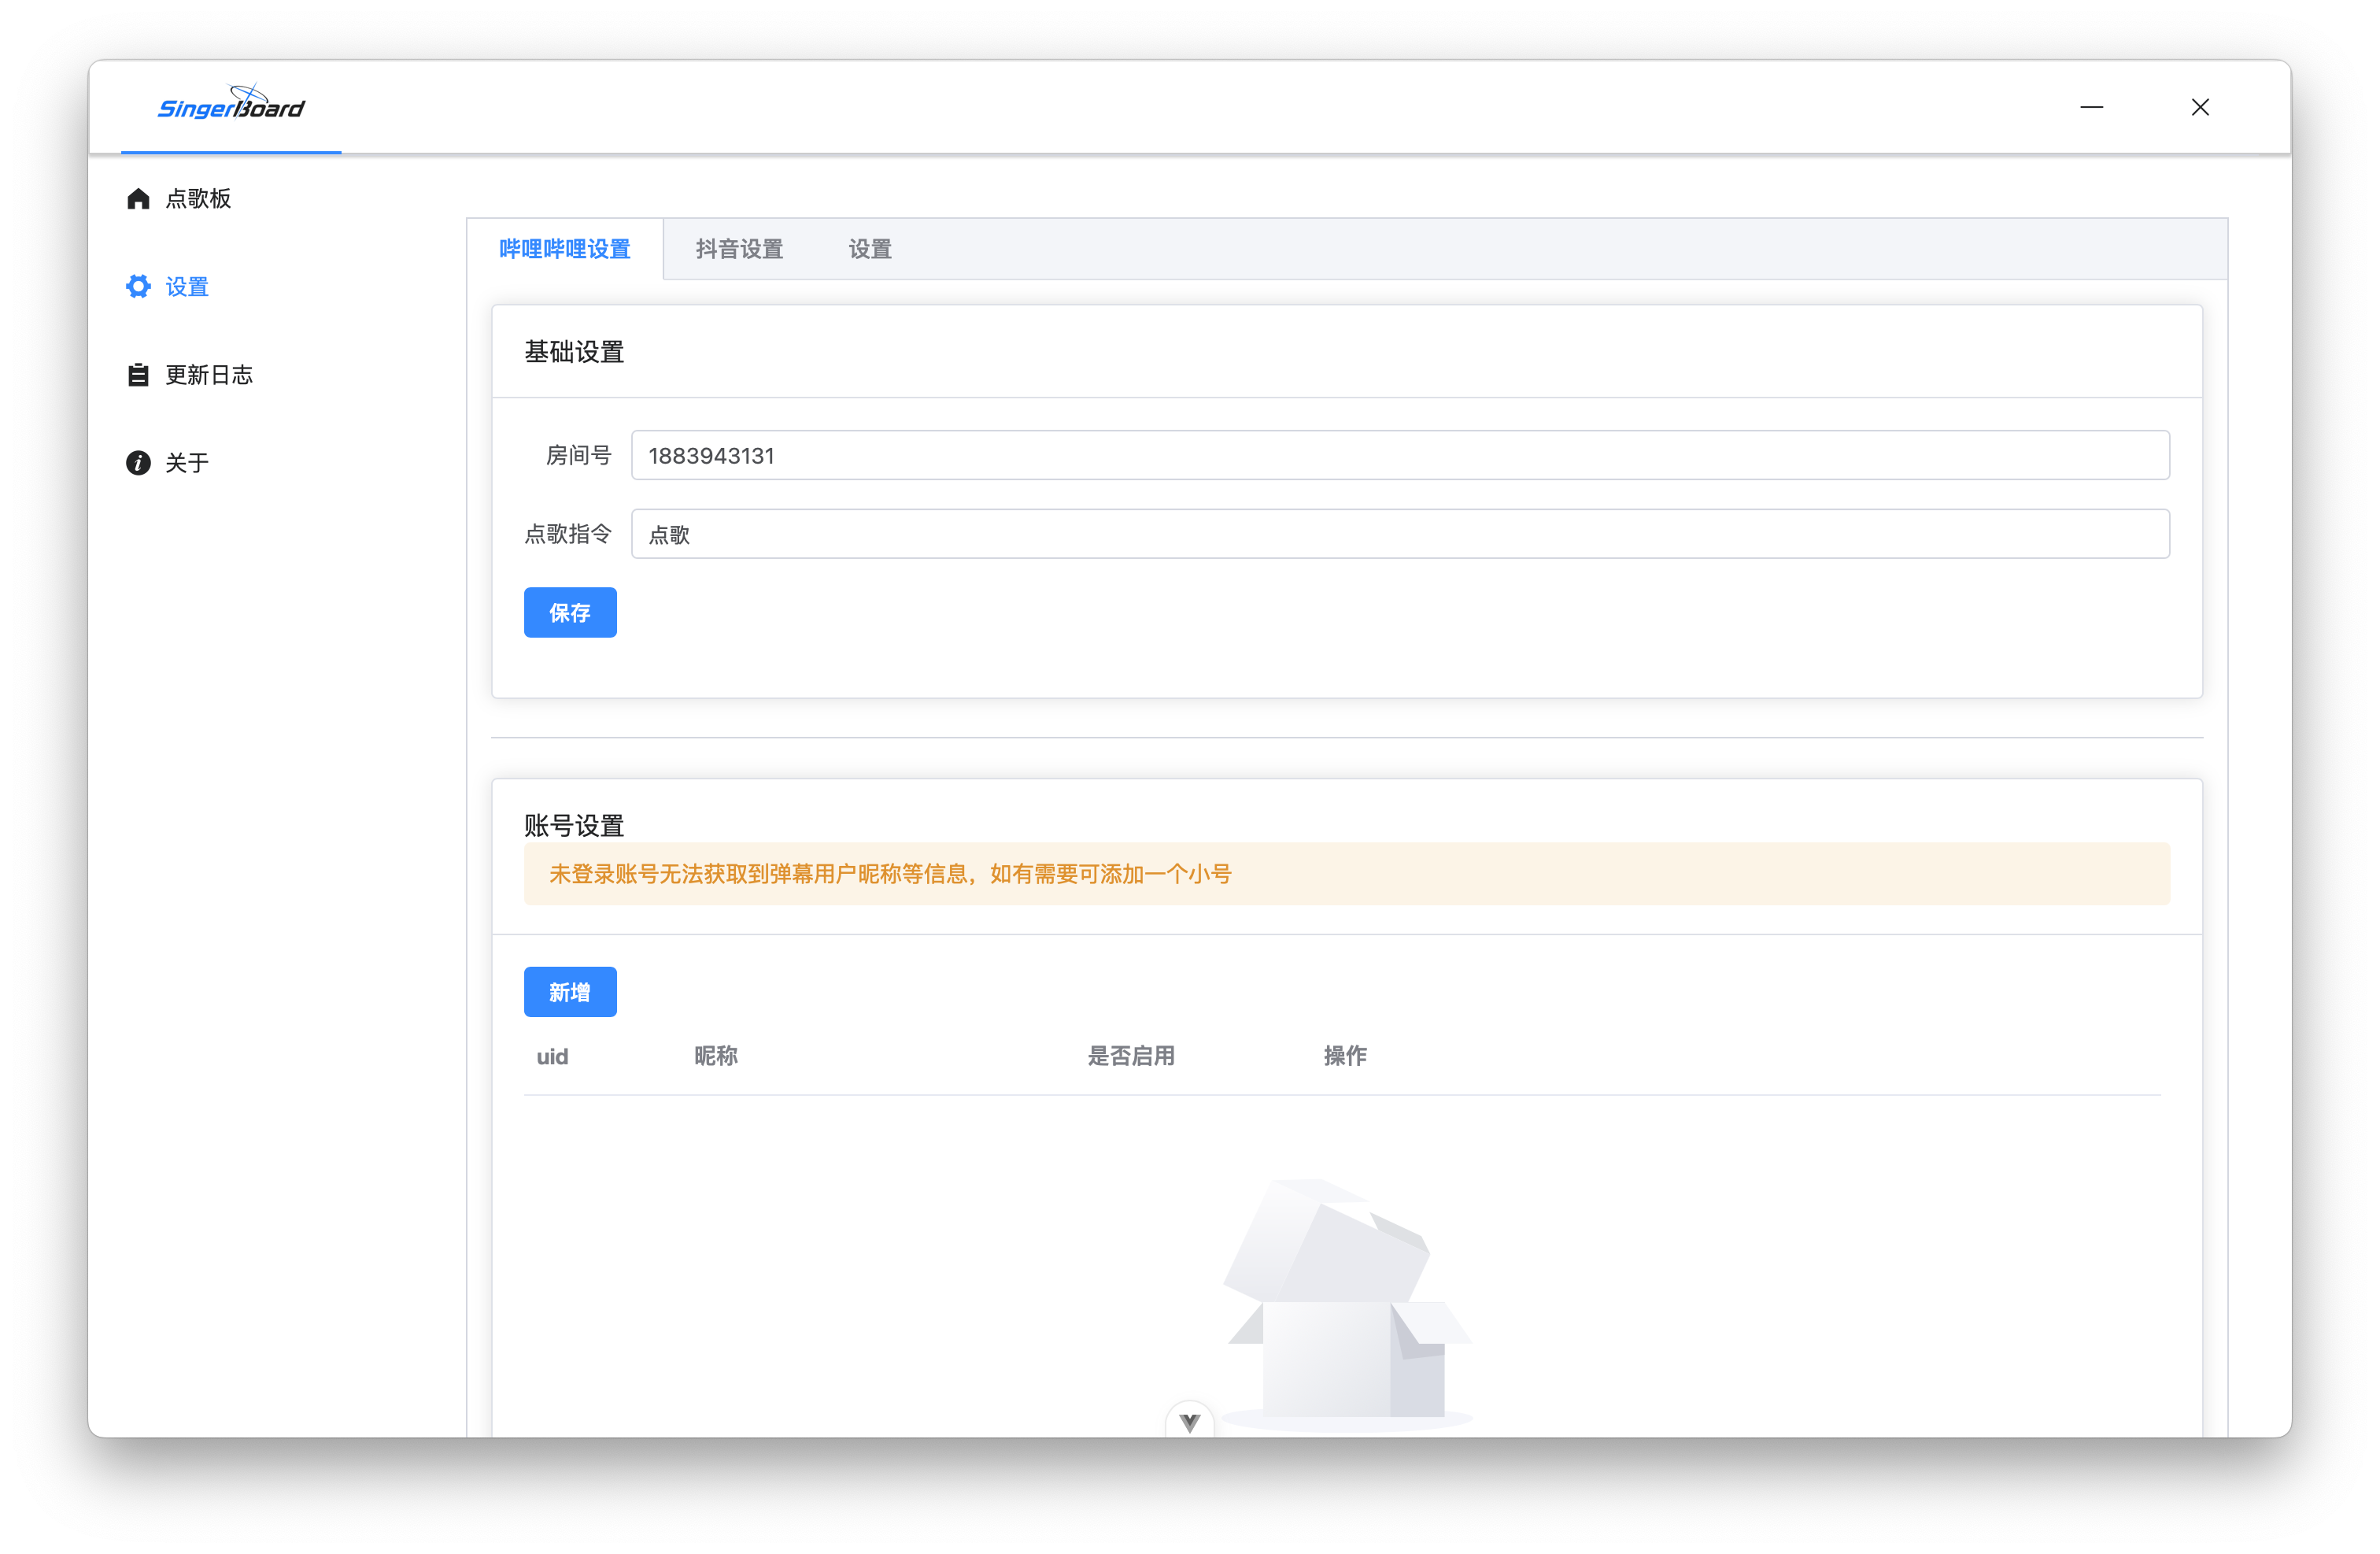 SingerBoard
点歌板
设置
更新日志
关于
哔哩哔哩设置 抖音设置 设置
基础设置
房间号 1883943131
点歌指令 点歌
保存
账号设置
未登录账号无法获取到弹幕用户昵称等信息，如有需要可添加一个小号
新增
uid 昵称 是否启用 操作